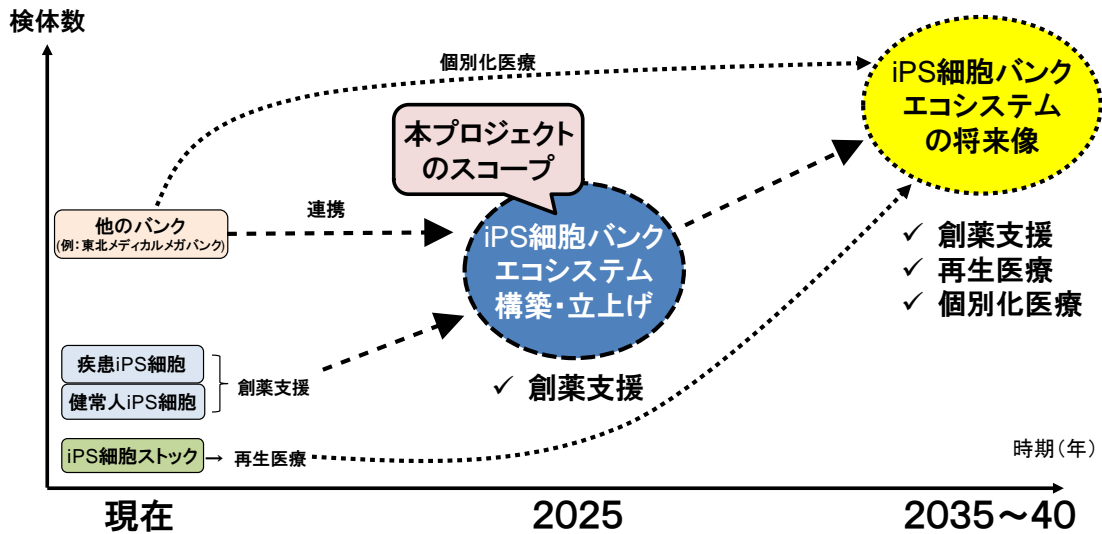 検体数
個別化医療
iPS細胞バンク
エコシステム
の将来像
本プロジェクト
のスコープ
他のバンク
(例：東北メディカルメガバンク)
連携
iPS細胞バンク
エコシステム
構築・立上げ
✓ 創薬支援
✓ 再生医療
✓ 個別化医療
疾患iPS細胞
健常人iPS細胞
創薬支援
✓ 創薬支援
iPS細胞ストック
→ 再生医療
時期(年)
現在
2025
2035～40